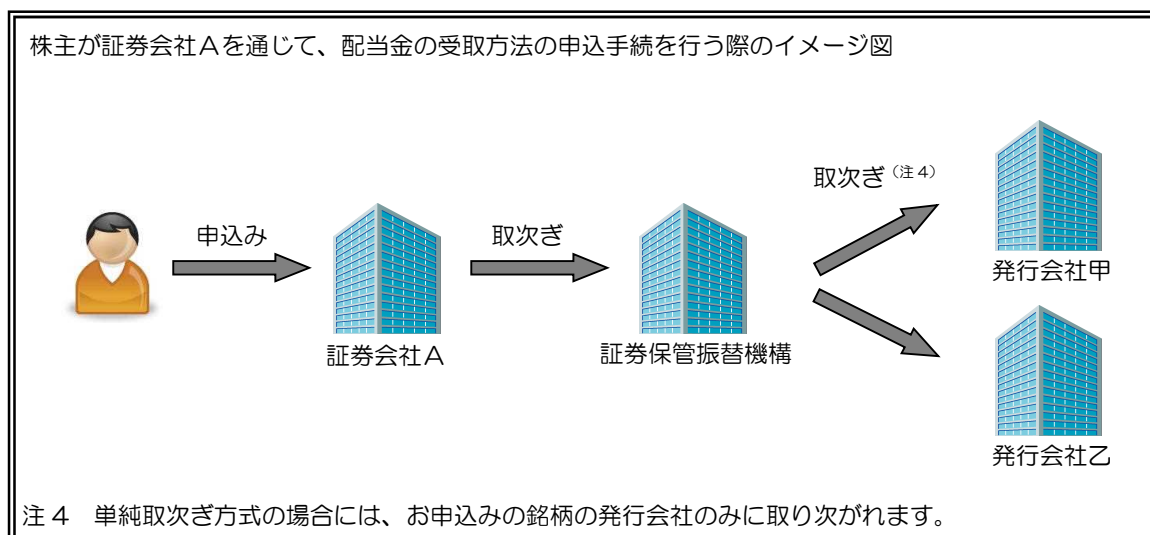 株主が証券会社Aを通じて、配当金の受取方法の申込手続を行う際のイメージ図
取次ぎ(注4)
申込み
取次ぎ
発行会社甲
証券会社A
証券保管振替機構
発行会社乙
注4 単純取次ぎ方式の場合には、お申込みの銘柄の発行会社のみに取り次がれます。